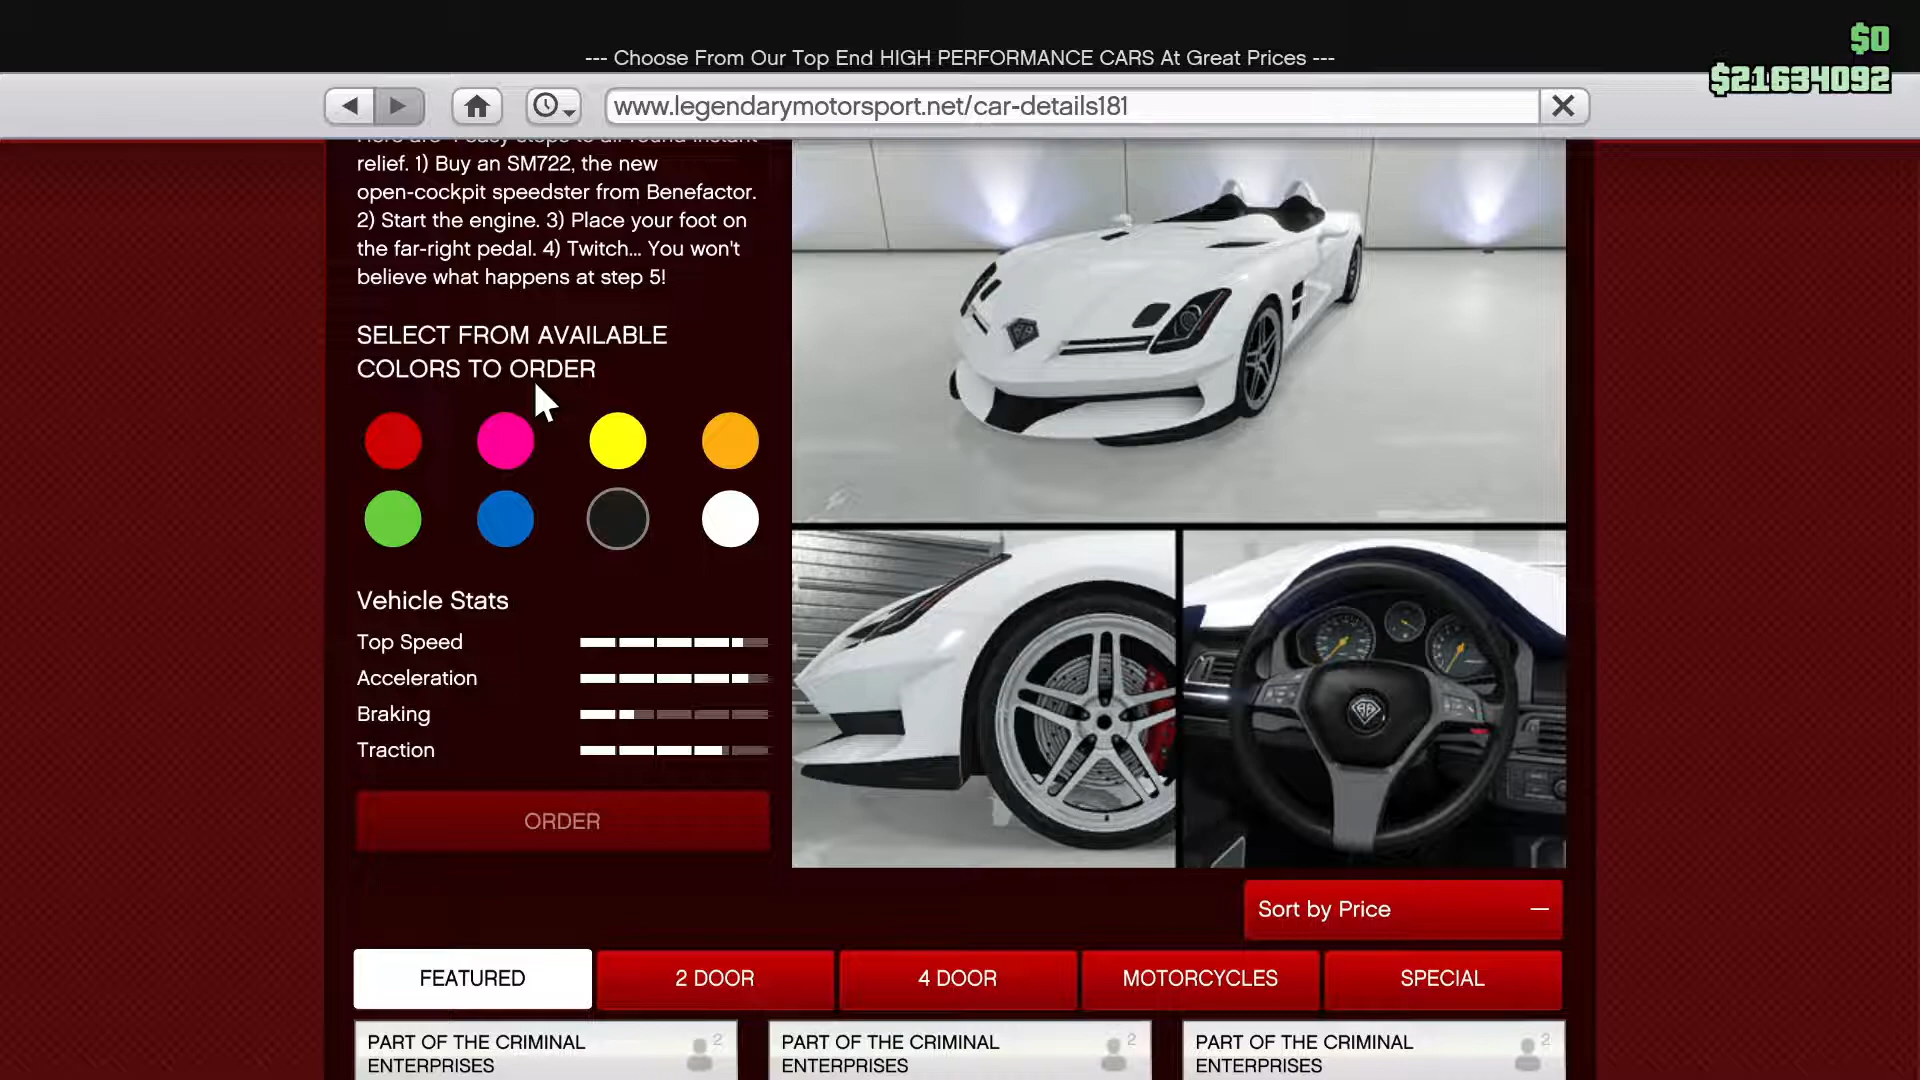 $0
--- Choose From Our Top End HIGH PERFORMANCE CARS At Great Prices ---
$21634092
www.legendarymotorsport.net/car-details181
relief. 1) Buy an SM722, the new
open-cockpit speedster from Benefactor.
2) Start the engine. 3) Place your foot on
the far-right pedal. 4) Twitch... You won't
believe what happens at step 5!
SELECT FROM AVAILABLE
COLORS TO ORDER
Vehicle Stats
Top Speed
Acceleration
Braking
Traction
ORDER
Sort by Price
FEATURED
2 DOOR
4 DOOR
MOTORCYCLES
SPECIAL
PART OF THE CRIMINAL
ENTERPRISES
2
PART OF THE CRIMINAL
ENTERPRISES
2
PART OF THE CRIMINAL
ENTERPRISES
2